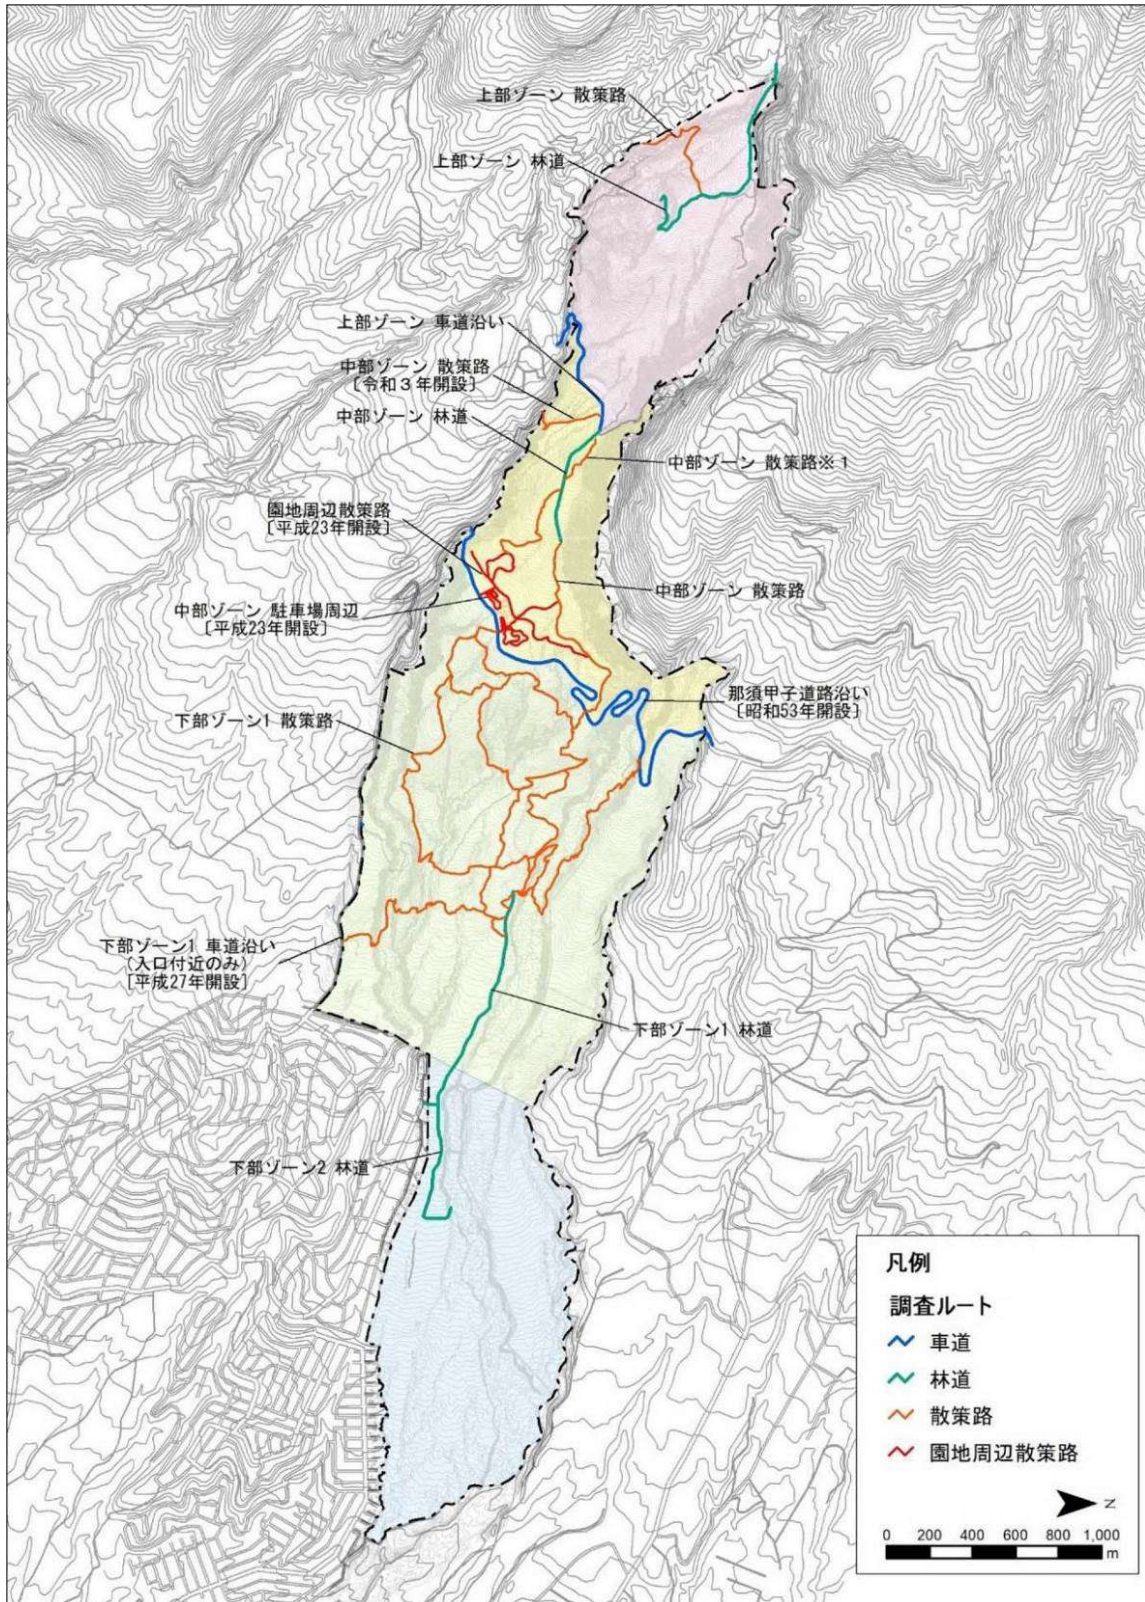 上部ゾーン 散策路
上部ゾーン 林道
上部ゾーン 車道沿い
中部ゾーン 散策路
〔令和3年開設〕
中部ゾーン 林道
中部ゾーン 散策路※1
園地周辺散策路
〔平成23年開設〕
中部ゾーン 散策路
中部ゾーン 駐車場周辺
〔平成23年開設〕
那須甲子道路沿い
〔昭和53年開設〕
下部ゾーン1 散策路
下部ゾーン1 車道沿い
(入口付近のみ)
[平成27年開設]
下部ゾーン1 林道
下部ゾーン2 林道
凡例
調査ルート
車道
林道
散策路
園地周辺散策路
N
0 200 400 600 800 1,000
m